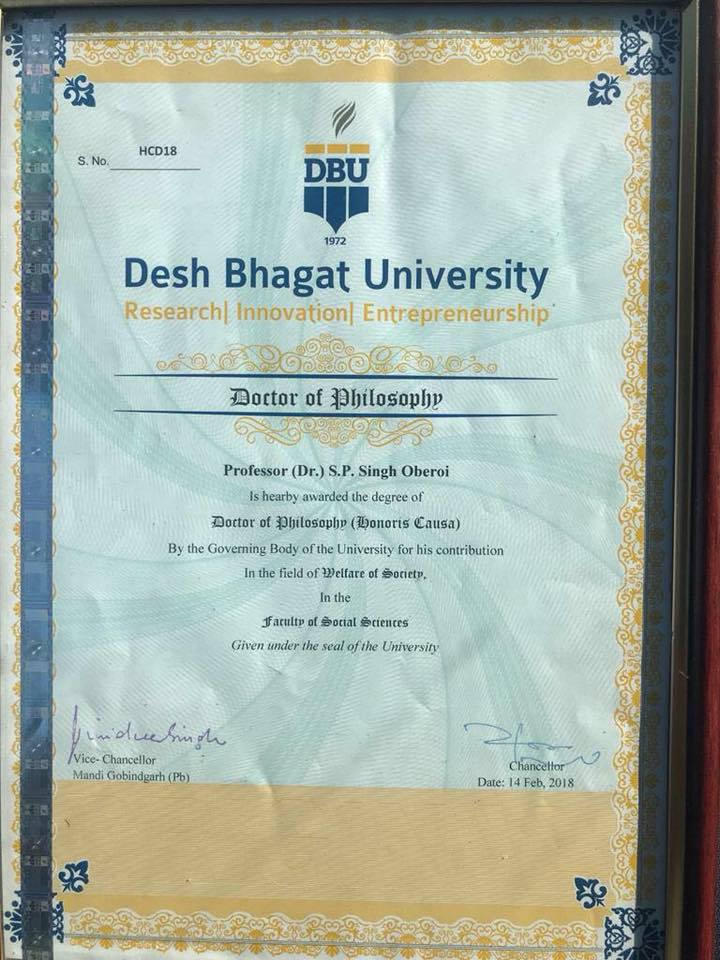 S. No. HCD18
DBU
1972
Desh Bhagat University
Research| Innovation| Entrepreneurship
Doctor of Philosophy
Professor (Dr.) S.P. Singh Oberoi
Is hearby awarded the degree of
Doctor of Philosophy (Honoris Causa)
By the Governing Body of the University for his contribution
In the field of Welfare of Society,
In the
Faculty of Social Sciences
Given under the seal of the University
Vice- Chancellor
Mandi Gobindgarh (Pb)
Chancellor
Date: 14 Feb, 2018